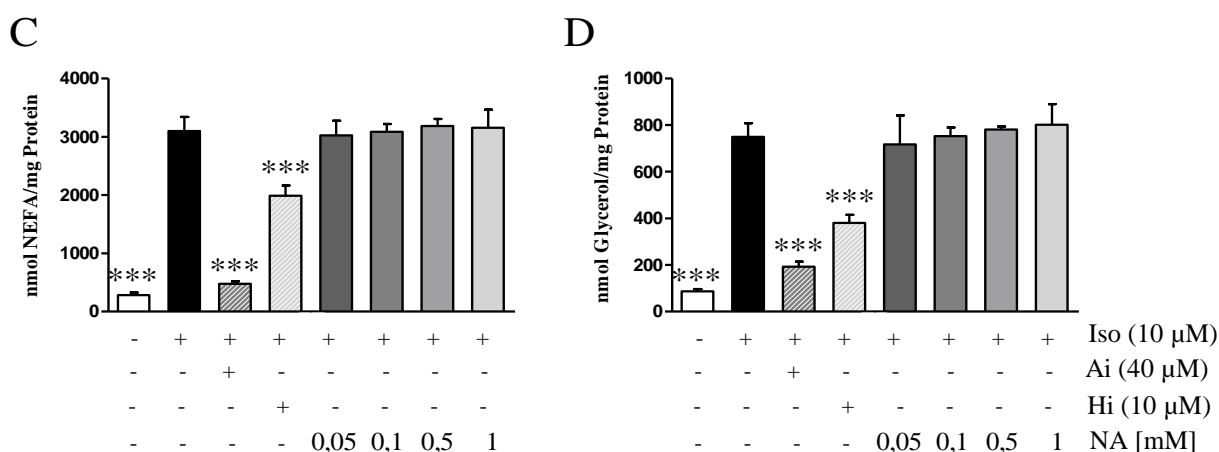 C
D
nmol NEFA/mg Protein
4000
3000
2000
1000
0
***
***
***
nmol Glycerol/mg Protein
1000
800
600
400
200
0
***
***
***
- + + + + + + + - + + + + + + + Iso (10 µM)
- - + - - - - - - - + - - - - - Ai (40 µM)
- - - + - - - - - - - + - - - - Hi (10 µM)
- - - - 0,05 0,1 0,5 1 - - - - 0,05 0,1 0,5 1 NA [mM]